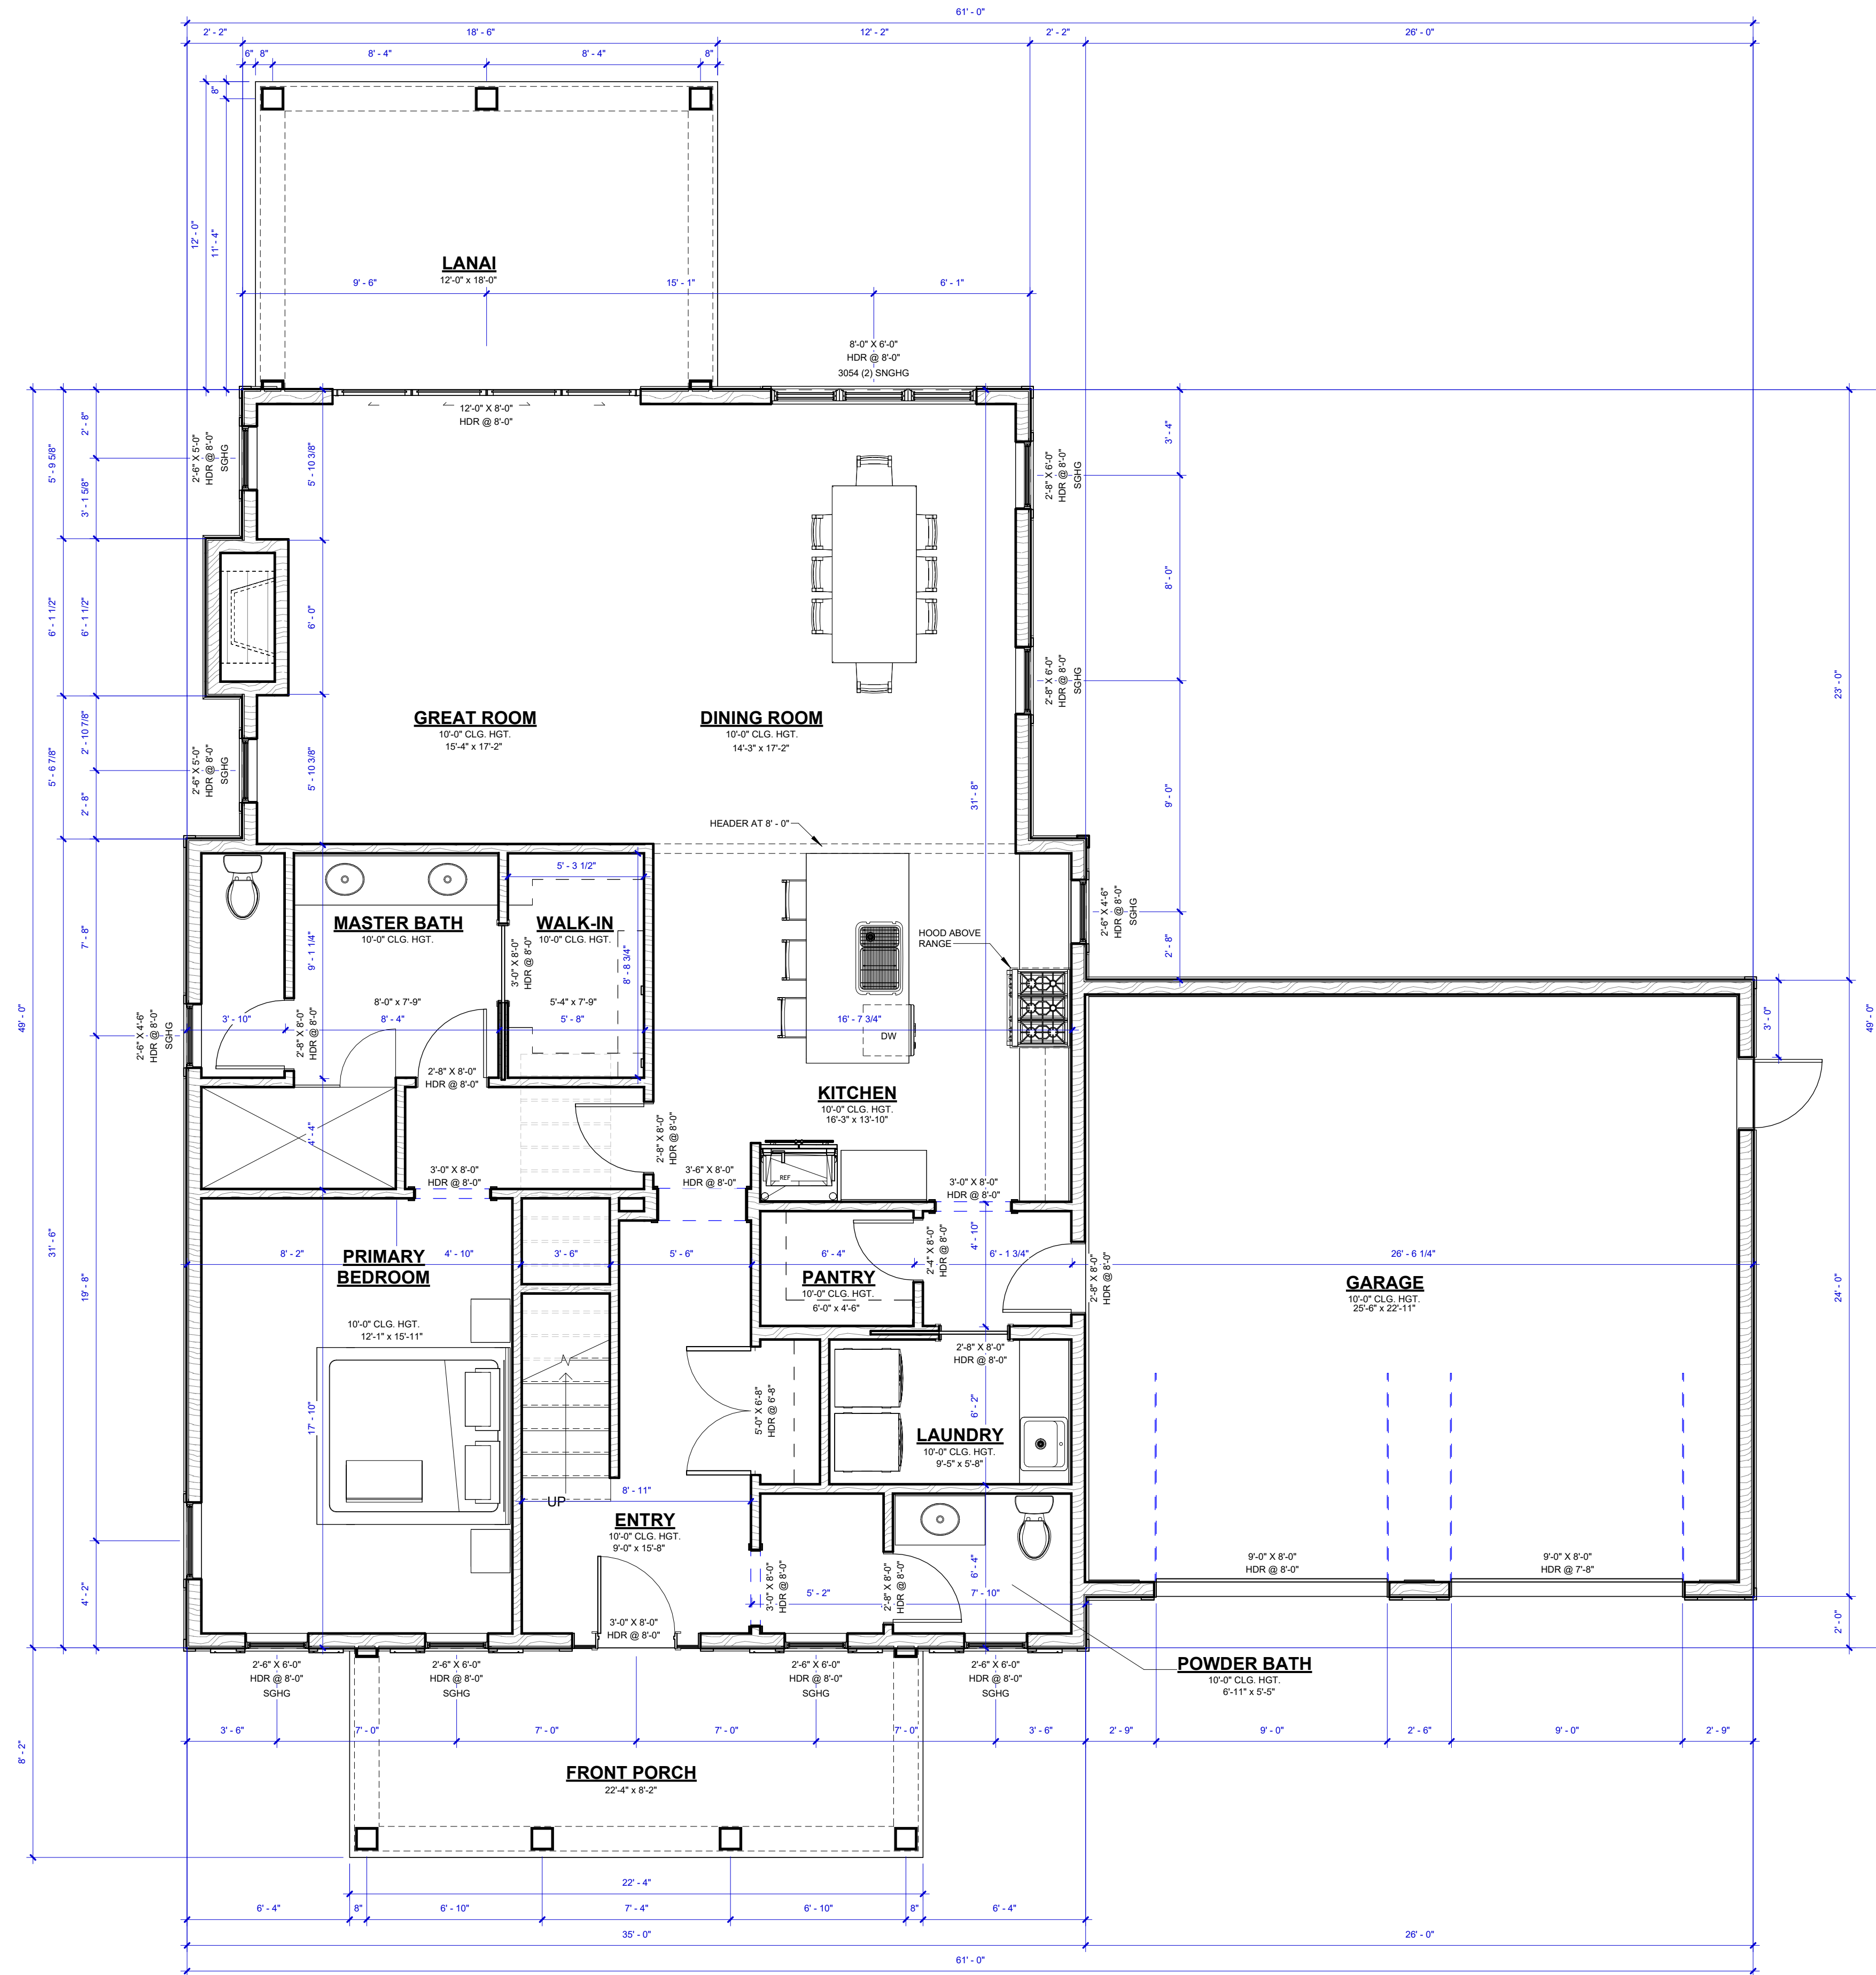 61' - 0"
2' - 2"
18' - 6"
12' - 2"
2' - 2"
26' - 0"
6"
8"
8' - 4"
8' - 4"
8"
8"
12' - 0"
11' - 4"
LANAI
12'-0" x 18'-0"
9' - 6"
15' - 1"
6' - 1"
8'-0" X 6'-0"
HDR @ 8'-0"
3054 (2) SNGHG
12'-0" X 8'-0"
HDR @ 8'-0"
2' - 8"
5' - 9 5/8"
3' - 1 5/8"
2'-6" X 5'-0"
HDR @ 8'-0"
SGHG
5' - 10 3/8"
2'-8" X 6'-0"
HDR @ 8'-0"
SGHG
3' - 4"
8' - 0"
6' - 1 1/2"
6' - 1 1/2"
6' - 0"
2'-8" X 6'-0"
HDR @ 8'-0"
SGHG
23' - 0"
GREAT ROOM
10'-0" CLG. HGT.
15'-4" x 17'-2"
DINING ROOM
10'-0" CLG. HGT.
14'-3" x 17'-2"
5' - 6 7/8"
2' - 10 7/8"
2' - 8"
2'-6" X 5'-0"
HDR @ 8'-0"
SGHG
5' - 10 3/8"
31' - 8"
9' - 0"
HEADER AT 8' - 0"
5' - 3 1/2"
MASTER BATH
10'-0" CLG. HGT.
WALK-IN
10'-0" CLG. HGT.
7' - 8"
9' - 1 1/4"
3'-0" X 8'-0"
HDR @ 8'-0"
8' - 8 3/4"
HOOD ABOVE
RANGE
2'-6" X 4'-6"
HDR @ 8'-0"
SGHG
2' - 8"
49' - 0"
2'-6" X 4'-6"
HDR @ 8'-0"
SGHG
3' - 10"
8'-0" x 7'-9"
8' - 4"
2'-8" X 8'-0"
HDR @ 8'-0"
5'-4" x 7'-9"
5' - 8"
16' - 7 3/4"
DW
3' - 0"
49' - 0"
2'-8" X 8'-0"
HDR @ 8'-0"
KITCHEN
10'-0" CLG. HGT.
16'-3" x 13'-10"
4' - 4"
2'-8" X 8'-0"
HDR @ 8'-0"
3'-0" X 8'-0"
HDR @ 8'-0"
3'-6" X 8'-0"
HDR @ 8'-0"
REF
3'-0" X 8'-0"
HDR @ 8'-0"
31' - 6"
19' - 8"
8' - 2"
PRIMARY
BEDROOM
10'-0" CLG. HGT.
12'-1" x 15'-11"
4' - 10"
3' - 6"
5' - 6"
6' - 4"
PANTRY
10'-0" CLG. HGT.
6'-0" x 4'-6"
2'-4" X 8'-0"
HDR @ 8'-0"
4' - 10"
6' - 1 3/4"
2'-8" X 8'-0"
HDR @ 8'-0"
26' - 6 1/4"
GARAGE
10'-0" CLG. HGT.
25'-6" x 22'-11"
24' - 0"
2'-8" X 8'-0"
HDR @ 8'-0"
17' - 10"
5'-0" X 6'-8"
HDR @ 6'-8"
6' - 2"
LAUNDRY
10'-0" CLG. HGT.
9'-5" x 5'-8"
UP
8' - 11"
ENTRY
10'-0" CLG. HGT.
9'-0" x 15'-8"
3'-0" X 8'-0"
HDR @ 8'-0"
3'-0" X 8'-0"
HDR @ 8'-0"
5' - 2"
2'-8" X 8'-0"
HDR @ 8'-0"
6' - 4"
7' - 10"
9'-0" X 8'-0"
HDR @ 8'-0"
9'-0" X 8'-0"
HDR @ 7'-8"
4' - 2"
2' - 0"
2'-6" X 6'-0"
HDR @ 8'-0"
SGHG
2'-6" X 6'-0"
HDR @ 8'-0"
SGHG
2'-6" X 6'-0"
HDR @ 8'-0"
SGHG
2'-6" X 6'-0"
HDR @ 8'-0"
SGHG
POWDER BATH
10'-0" CLG. HGT.
6'-11" x 5'-5"
3' - 6"
7' - 0"
7' - 0"
7' - 0"
7' - 0"
3' - 6"
2' - 9"
9' - 0"
2' - 6"
9' - 0"
2' - 9"
8' - 2"
FRONT PORCH
22'-4" x 8'-2"
22' - 4"
6' - 4"
8"
6' - 10"
7' - 4"
6' - 10"
8"
6' - 4"
35' - 0"
26' - 0"
61' - 0"